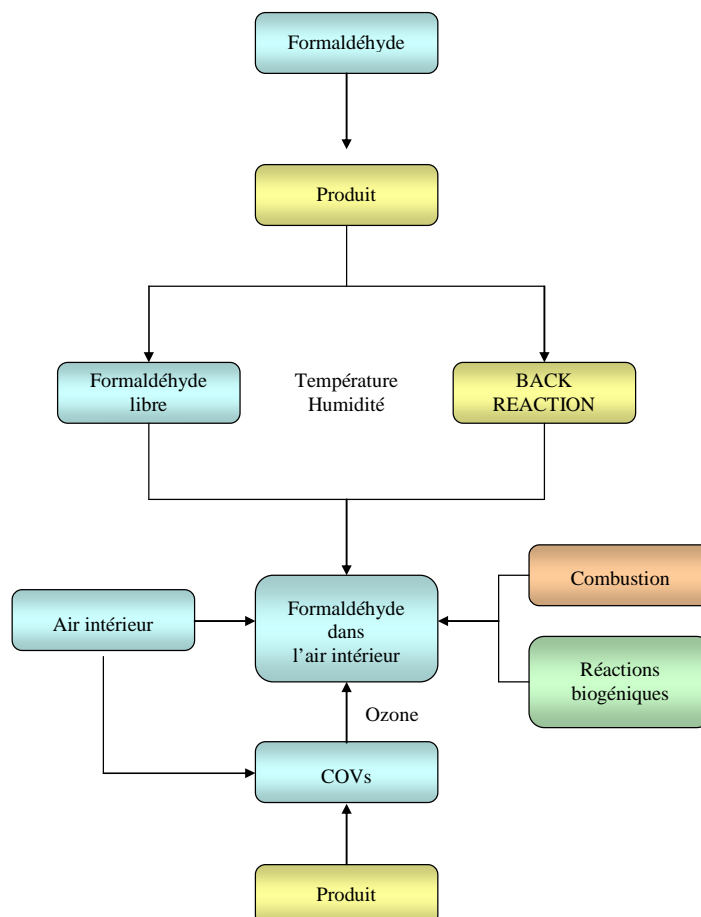 Formaldéhyde
Produit
Formaldéhyde
libre
Température
Humidité
BACK
REACTION
Air intérieur
Formaldéhyde
dans
l'air intérieur
Combustion
Réactions
biogéniques
Ozone
COVs
Produit